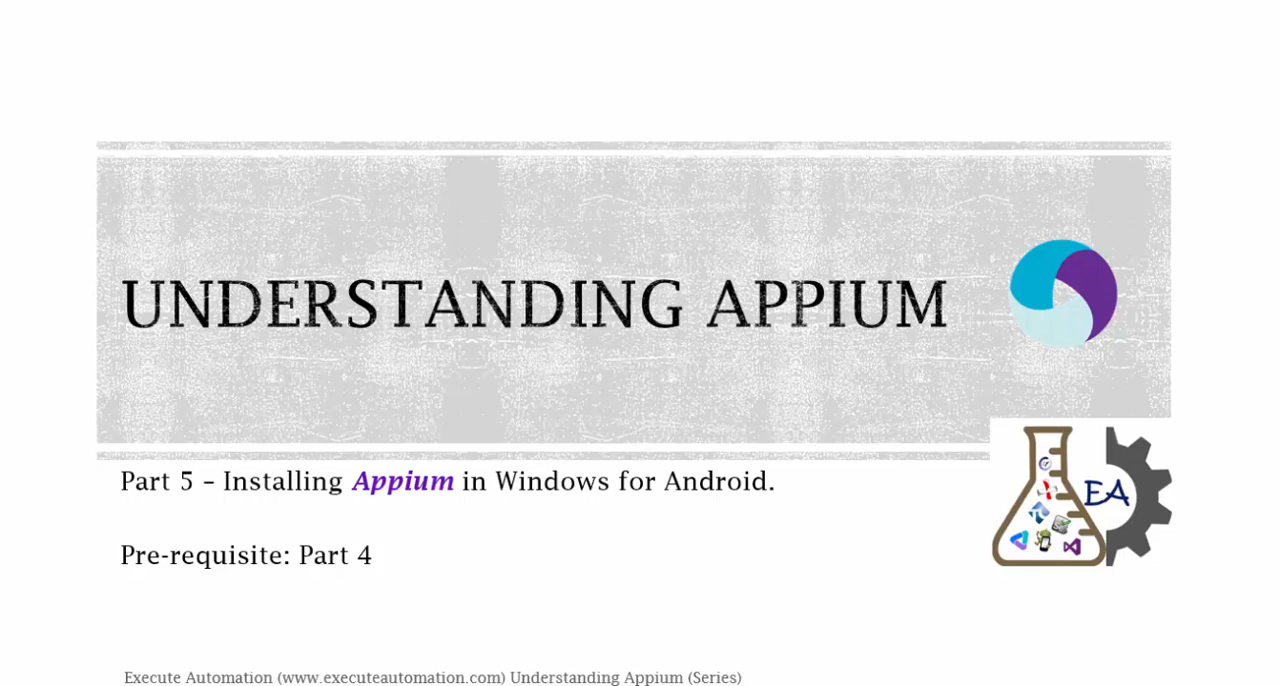 UNDERSTANDING APPIUM
EA
Part 5 – Installing Appium in Windows for Android.
Pre-requisite: Part 4
Execute Automation (www.executeautomation.com) Understanding Appium (Series)